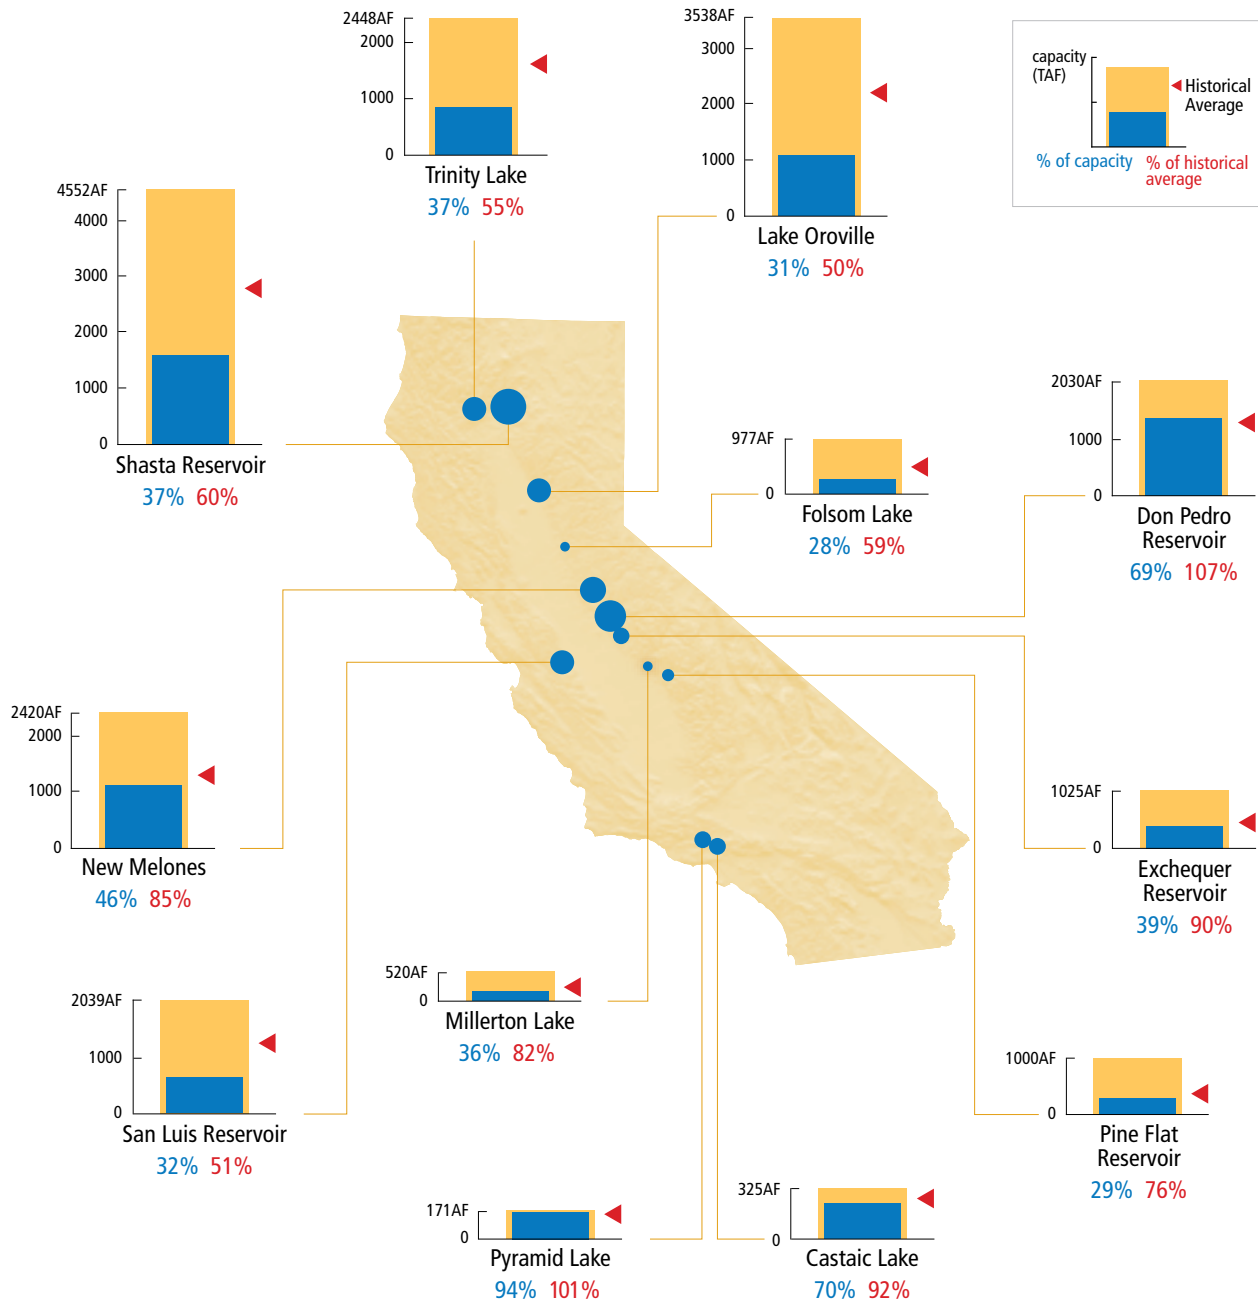 2448AF
2000
1000
0
Trinity Lake
37% 55%
3538AF
3000
2000
1000
0
Lake Oroville
31% 50%
capacity
(TAF)
Historical
Average
% of capacity
% of historical
average
4552AF
4000
3000
2000
1000
0
Shasta Reservoir
37% 60%
977AF
0
Folsom Lake
28% 59%
2030AF
1000
0
Don Pedro
Reservoir
69% 107%
2420AF
2000
1000
0
New Melones
46% 85%
1025AF
0
Exchequer
Reservoir
39% 90%
520AF
0
Millerton Lake
36% 82%
2039AF
1000
0
San Luis Reservoir
32% 51%
1000AF
0
Pine Flat
Reservoir
29% 76%
171AF
0
Pyramid Lake
94% 101%
325AF
0
Castaic Lake
70% 92%